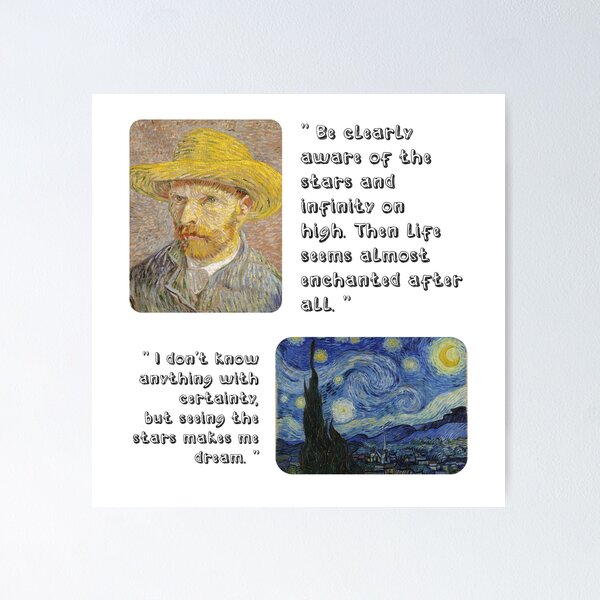 " Be clearly
aware of the
stars and
infinity on
high. Then life
seems almost
enchanted after
all. "
" I don't know
anything with
certainty,
but seeing the
stars makes me
dream. "